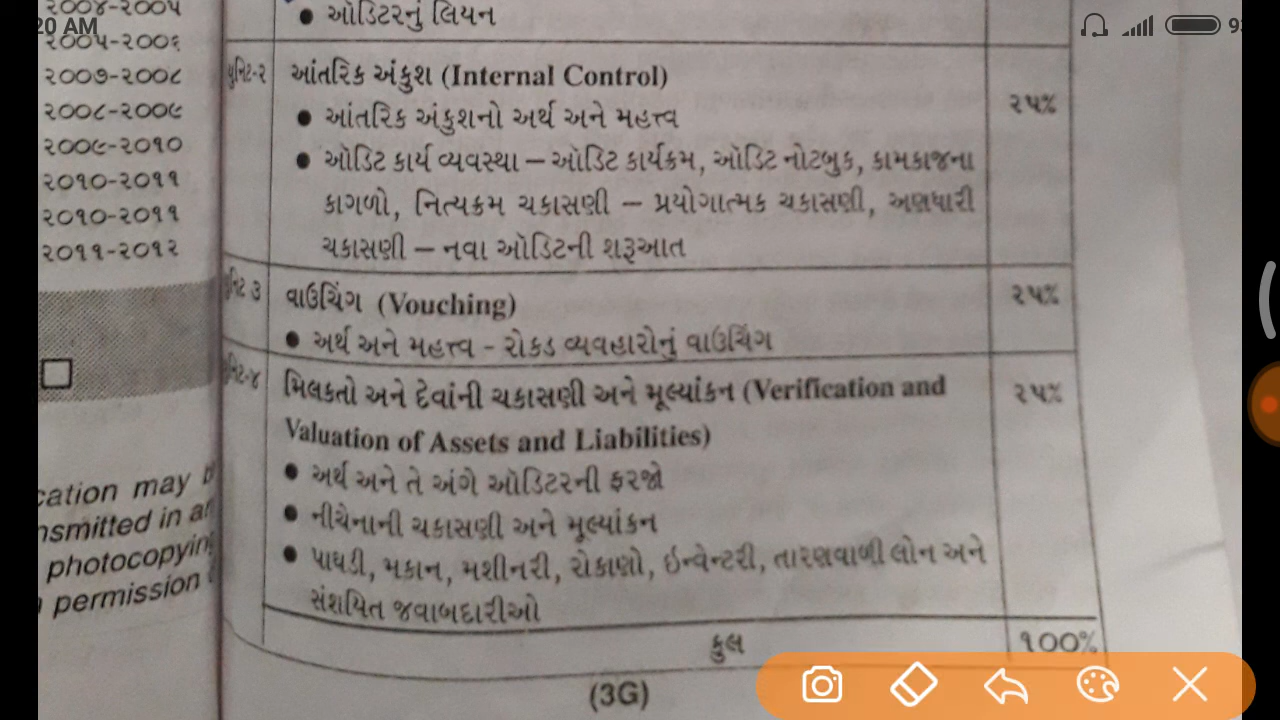 ૨૦૦૪-૨૦૦૫
૨૦૦૫-૨૦૦૬
૨૦૦૭-૨૦૦૮
૨૦૦૮-૨૦૦૯
૨૦૦૯-૨૦૧૦
૨૦૧૦-૨૦૧૧
૨૦૧૦-૨૦૧૧
૨૦૧૧-૨૦૧૨
may
nsmitted in
photocopying
permission
20 AM
● ઑડિટરનું લિયન
યુનિટ-૨ આંતરિક અંકુશ (Internal Control) ૨૫%
● આંતરિક અંકુશનો અર્થ અને મહત્ત્વ
● ઑડિટ કાર્ય વ્યવસ્થા – ઑડિટ કાર્યક્રમ, ઑડિટ નોટબુક, કામકાજના
કાગળો, નિત્યક્રમ ચકાસણી – પ્રયોગાત્મક ચકાસણી, અણધારી
ચકાસણી – નવા ઑડિટની શરૂઆત
વાઉચિંગ (Vouching) ૨૫%
● અર્થ અને મહત્ત્વ - રોકડ વ્યવહારોનું વાઉચિંગ
મિલકતો અને દેવાંની ચકાસણી અને મૂલ્યાંકન (Verification and ૨૫%
Valuation of Assets and Liabilities)
● અર્થ અને તે અંગે ઑડિટરની ફરજો
● નીચેનાની ચકાસણી અને મૂલ્યાંકન
● પાઘડી, મકાન, મશીનરી, રોકાણો, ઇન્વેન્ટરી, તારણવાળી લોન અને
સંશયિત જવાબદારીઓ
કુલ ૧૦૦%
(3G)